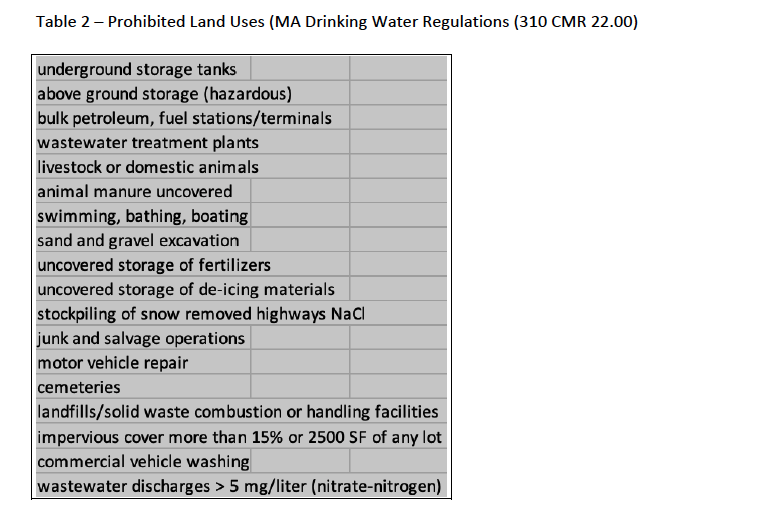 Table 2 – Prohibited Land Uses (MA Drinking Water Regulations (310 CMR 22.00)
underground storage tanks
above ground storage (hazardous)
bulk petroleum, fuel stations/terminals
wastewater treatment plants
livestock or domestic animals
animal manure uncovered
swimming, bathing, boating
sand and gravel excavation
uncovered storage of fertilizers
uncovered storage of de-icing materials
stockpiling of snow removed highways NaCl
junk and salvage operations
motor vehicle repair
cemeteries
landfills/solid waste combustion or handling facilities
impervious cover more than 15% or 2500 SF of any lot
commercial vehicle washing
wastewater discharges > 5 mg/liter (nitrate-nitrogen)